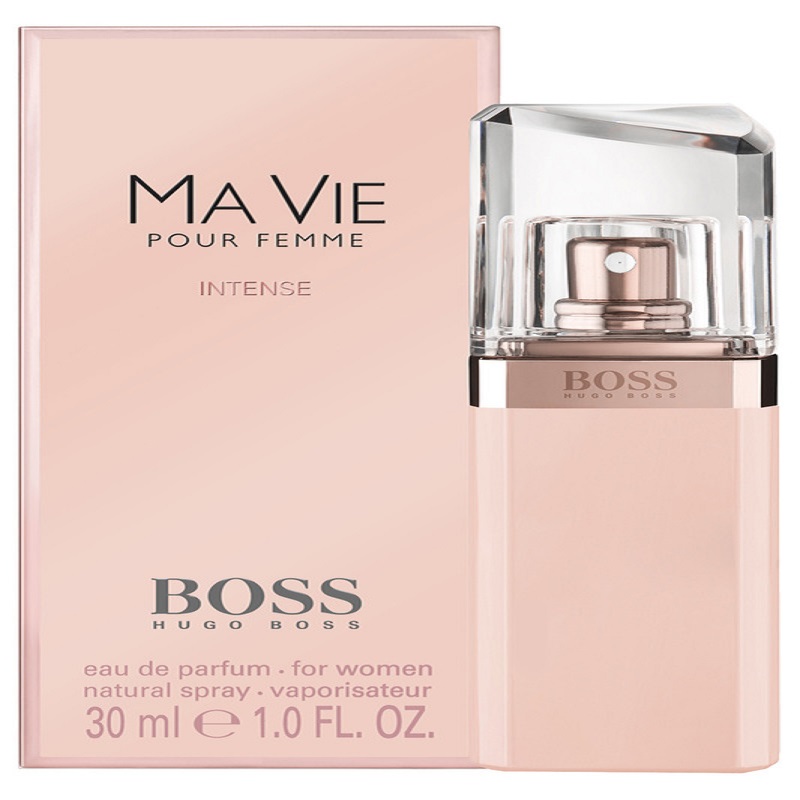 MA VIE
POUR FEMME
INTENSE
BOSS
HUGO BOSS
eau de parfum · for women
natural spray · vaporisateur
30 ml ℮ 1.0 FL. OZ.
BOSS
HUGO BOSS